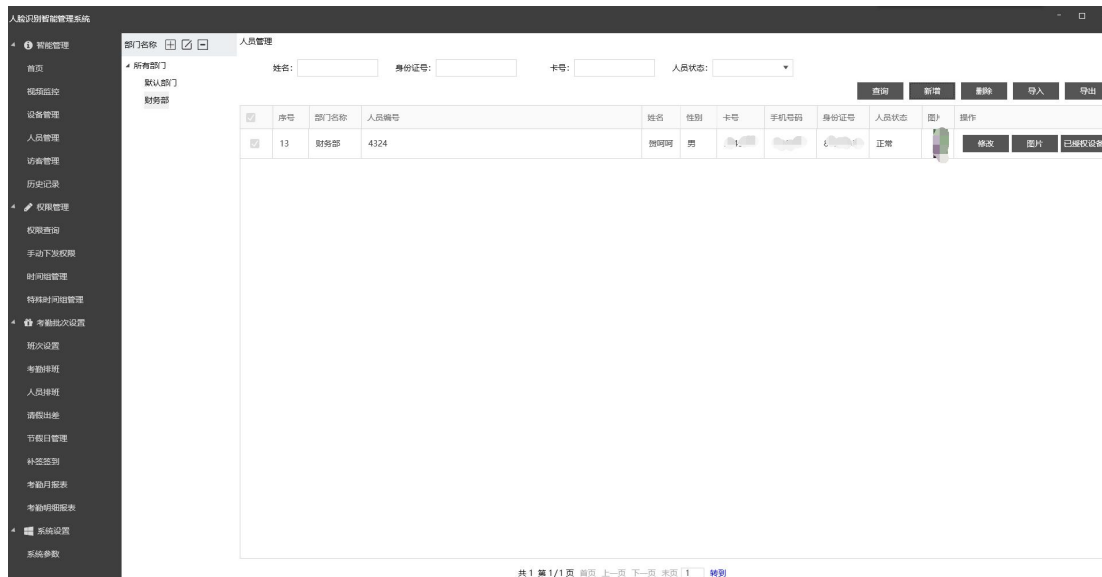 人脸识别智能管理系统
智能管理
首页
视频监控
设备管理
人员管理
访客管理
历史记录
权限管理
权限查询
手动下发权限
时间组管理
特殊时间组管理
考勤批次设置
班次设置
考勤排班
人员排班
请假出差
节假日管理
补签签到
考勤月报表
考勤明细报表
系统设置
系统参数
部门名称
所有部门
默认部门
财务部
人员管理
姓名: 身份证号: 卡号: 人员状态:
查询 新增 删除 导入 导出
序号 部门名称 人员编号 姓名 性别 卡号 手机号码 身份证号 人员状态 图片 操作
13 财务部 4324 贺呵呵 男 正常 修改 图片 已授权设备
共 1 第 1/1 页 首页 上一页 下一页 末页 1 转到